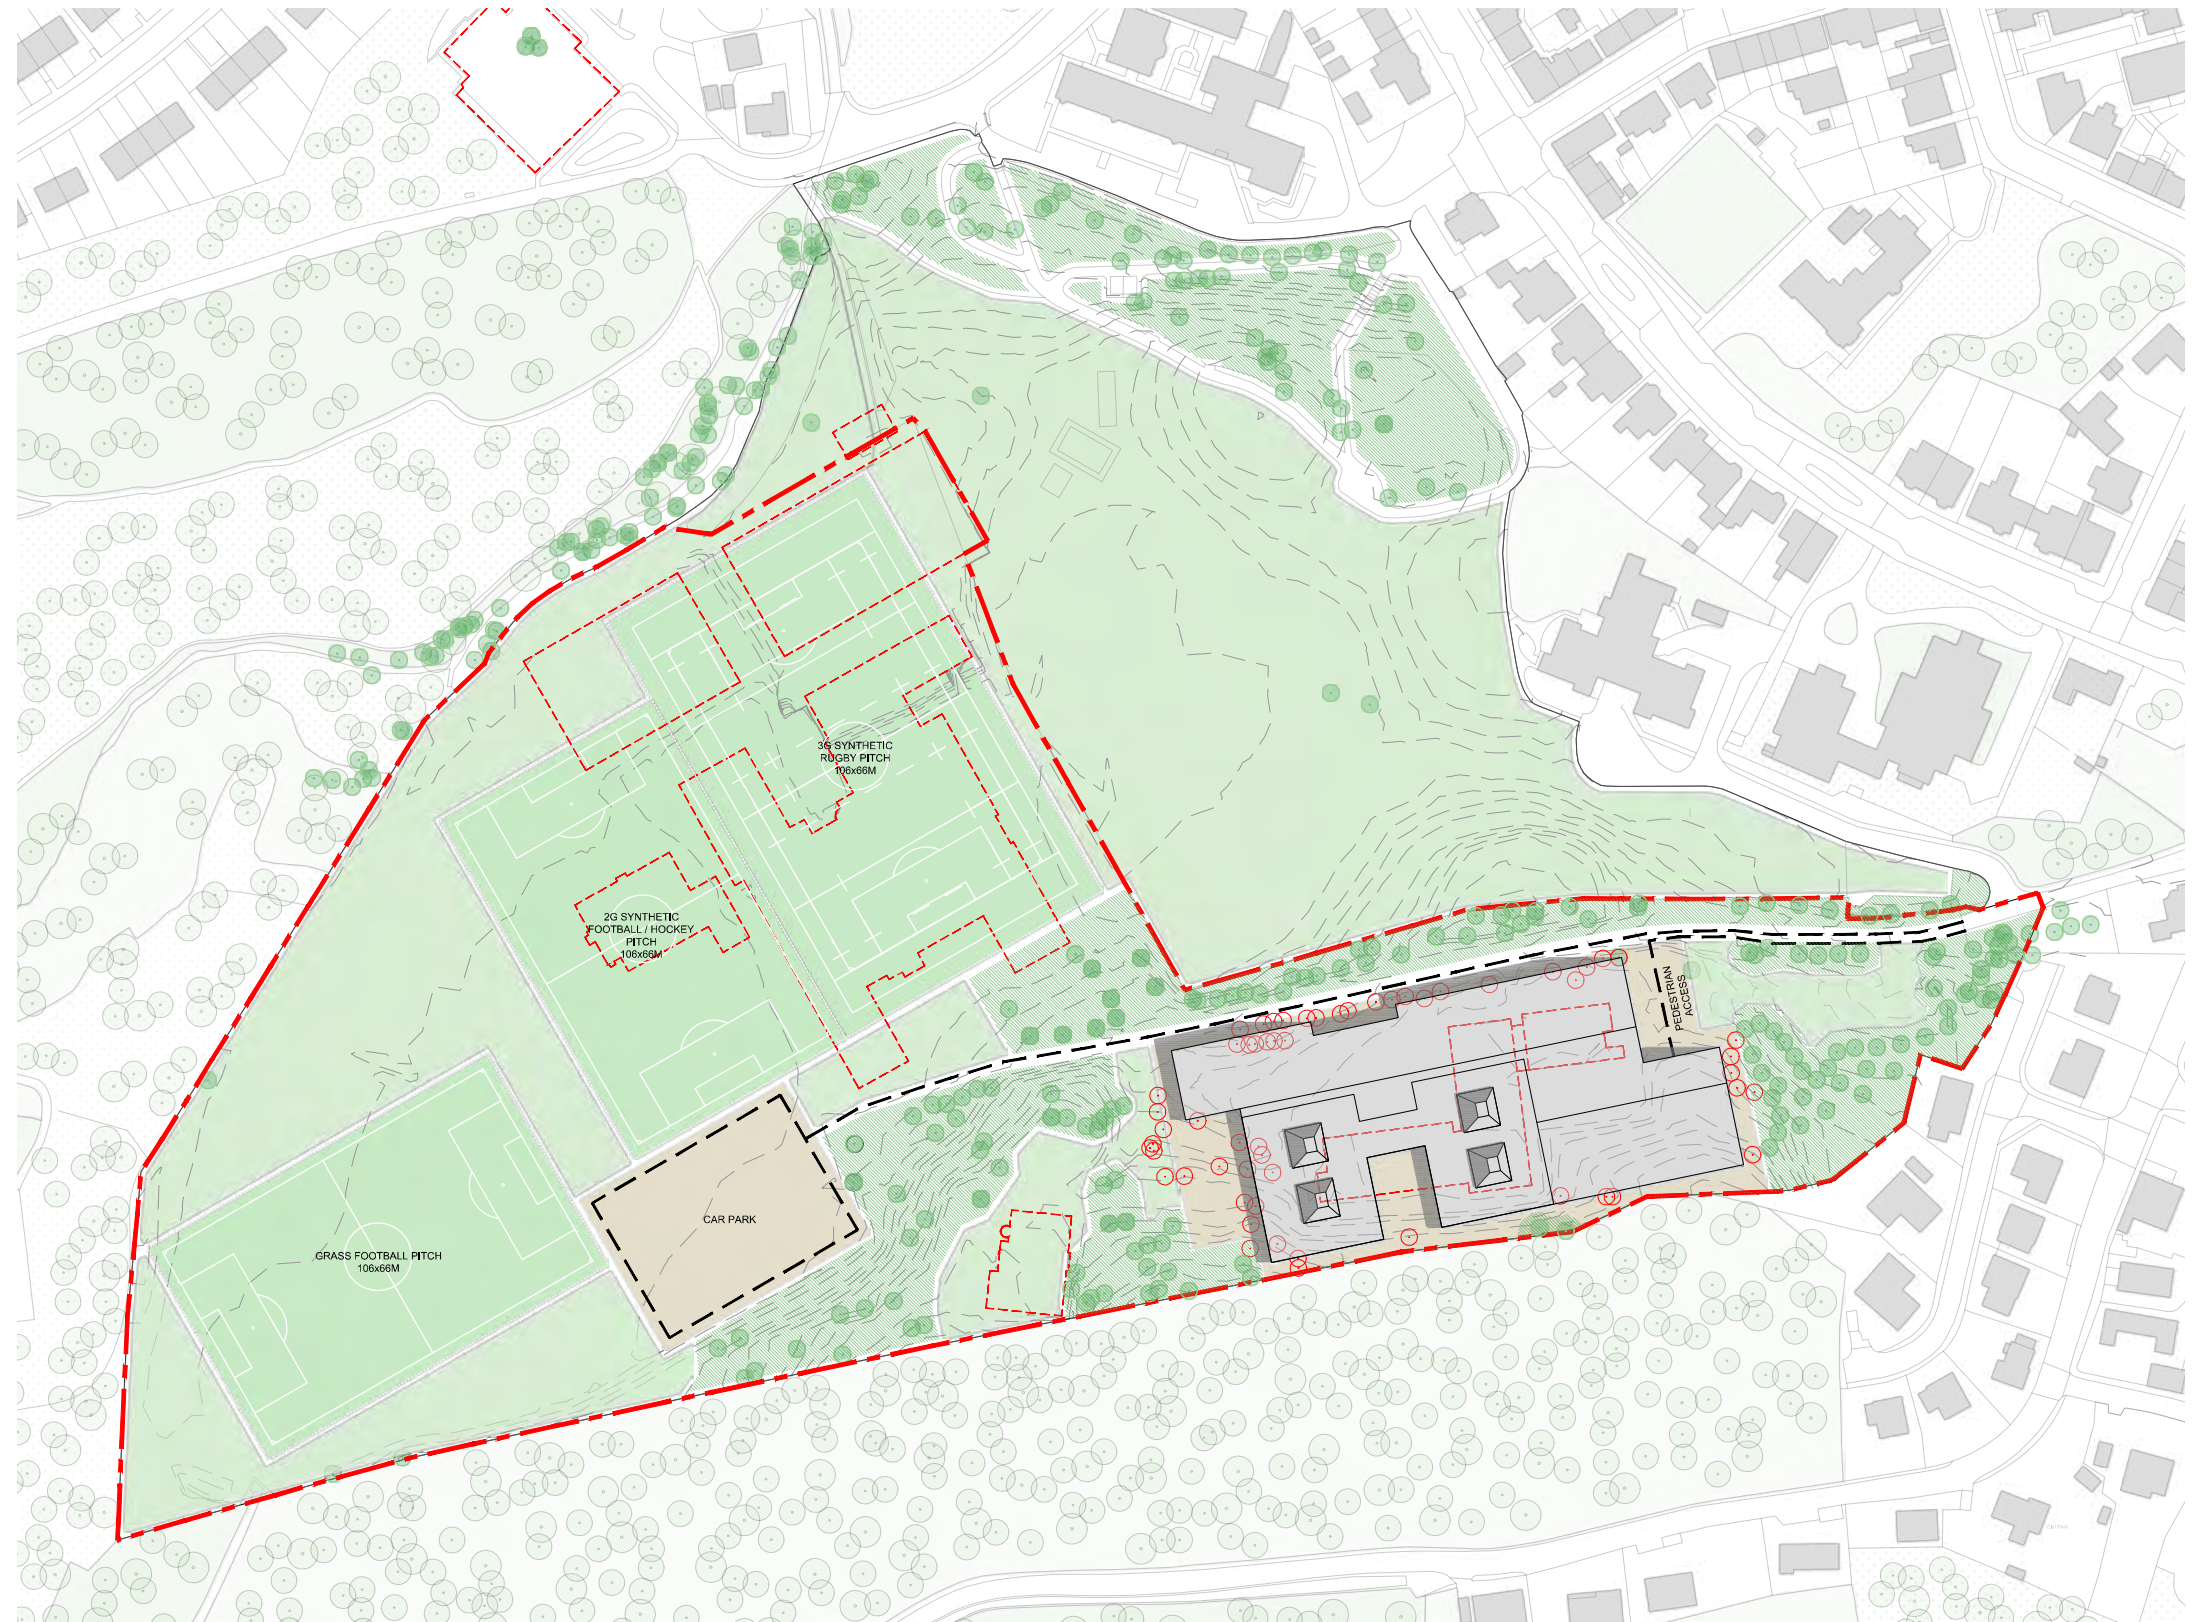 3G SYNTHETIC
RUGBY PITCH
106x66M
2G SYNTHETIC
FOOTBALL / HOCKEY
PITCH
106x66M
PEDESTRIAN
ACCESS
CAR PARK
GRASS FOOTBALL PITCH
106x66M